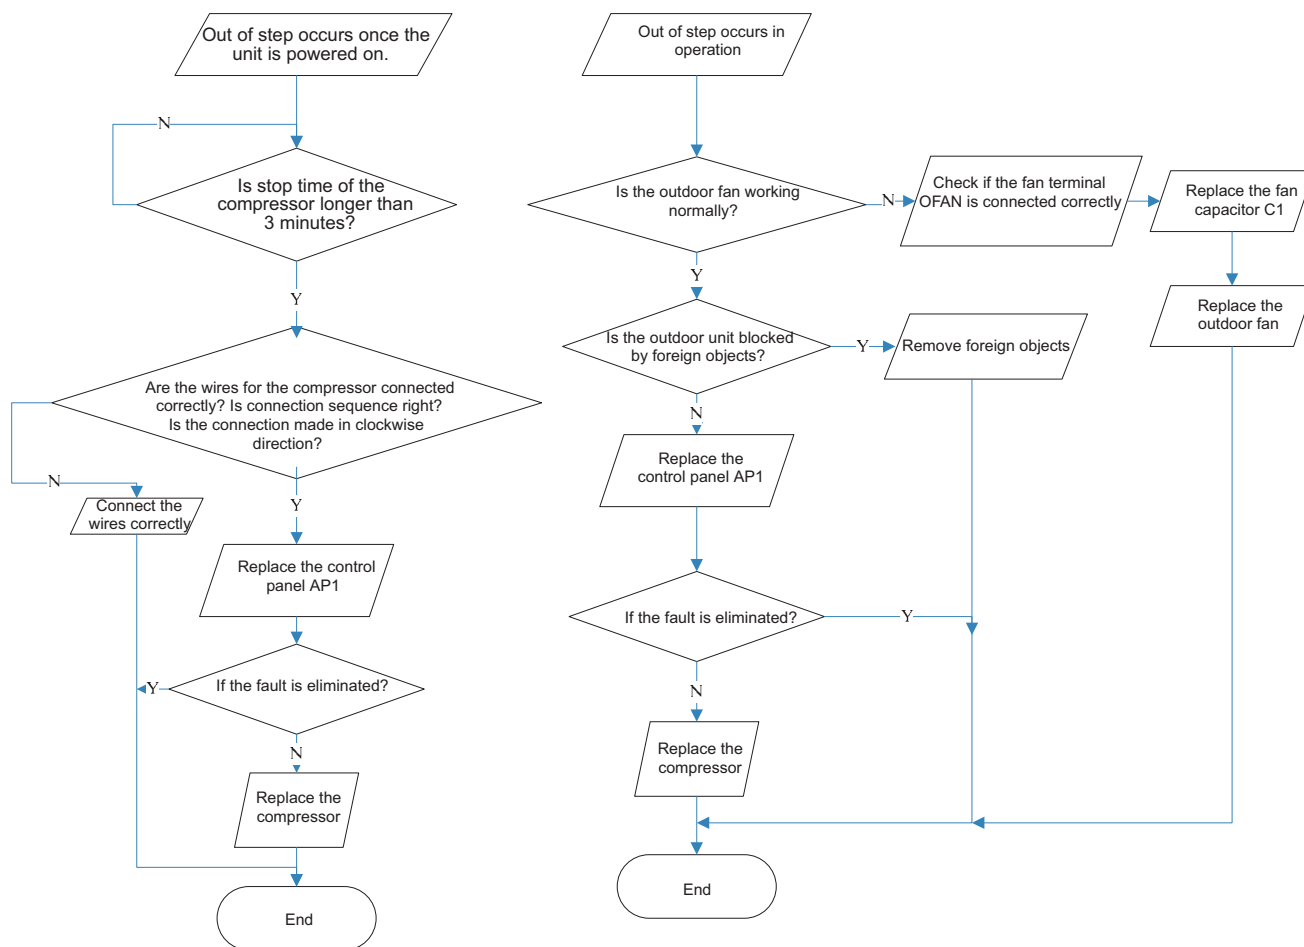 Out of step occurs once the
unit is powered on.
N
Is stop time of the
compressor longer than
3 minutes?
Y
Are the wires for the compressor connected
correctly? Is connection sequence right?
Is the connection made in clockwise
direction?
N
Connect the
wires correctly
Y
Replace the control
panel AP1
If the fault is eliminated?
Y
N
Replace the
compressor
End
Out of step occurs in
operation
Is the outdoor fan working
normally?
N
Check if the fan terminal
OFAN is connected correctly
Replace the fan
capacitor C1
Replace the
outdoor fan
Y
Is the outdoor unit blocked
by foreign objects?
Y
Remove foreign objects
N
Replace the
control panel AP1
If the fault is eliminated?
Y
N
Replace the
compressor
End